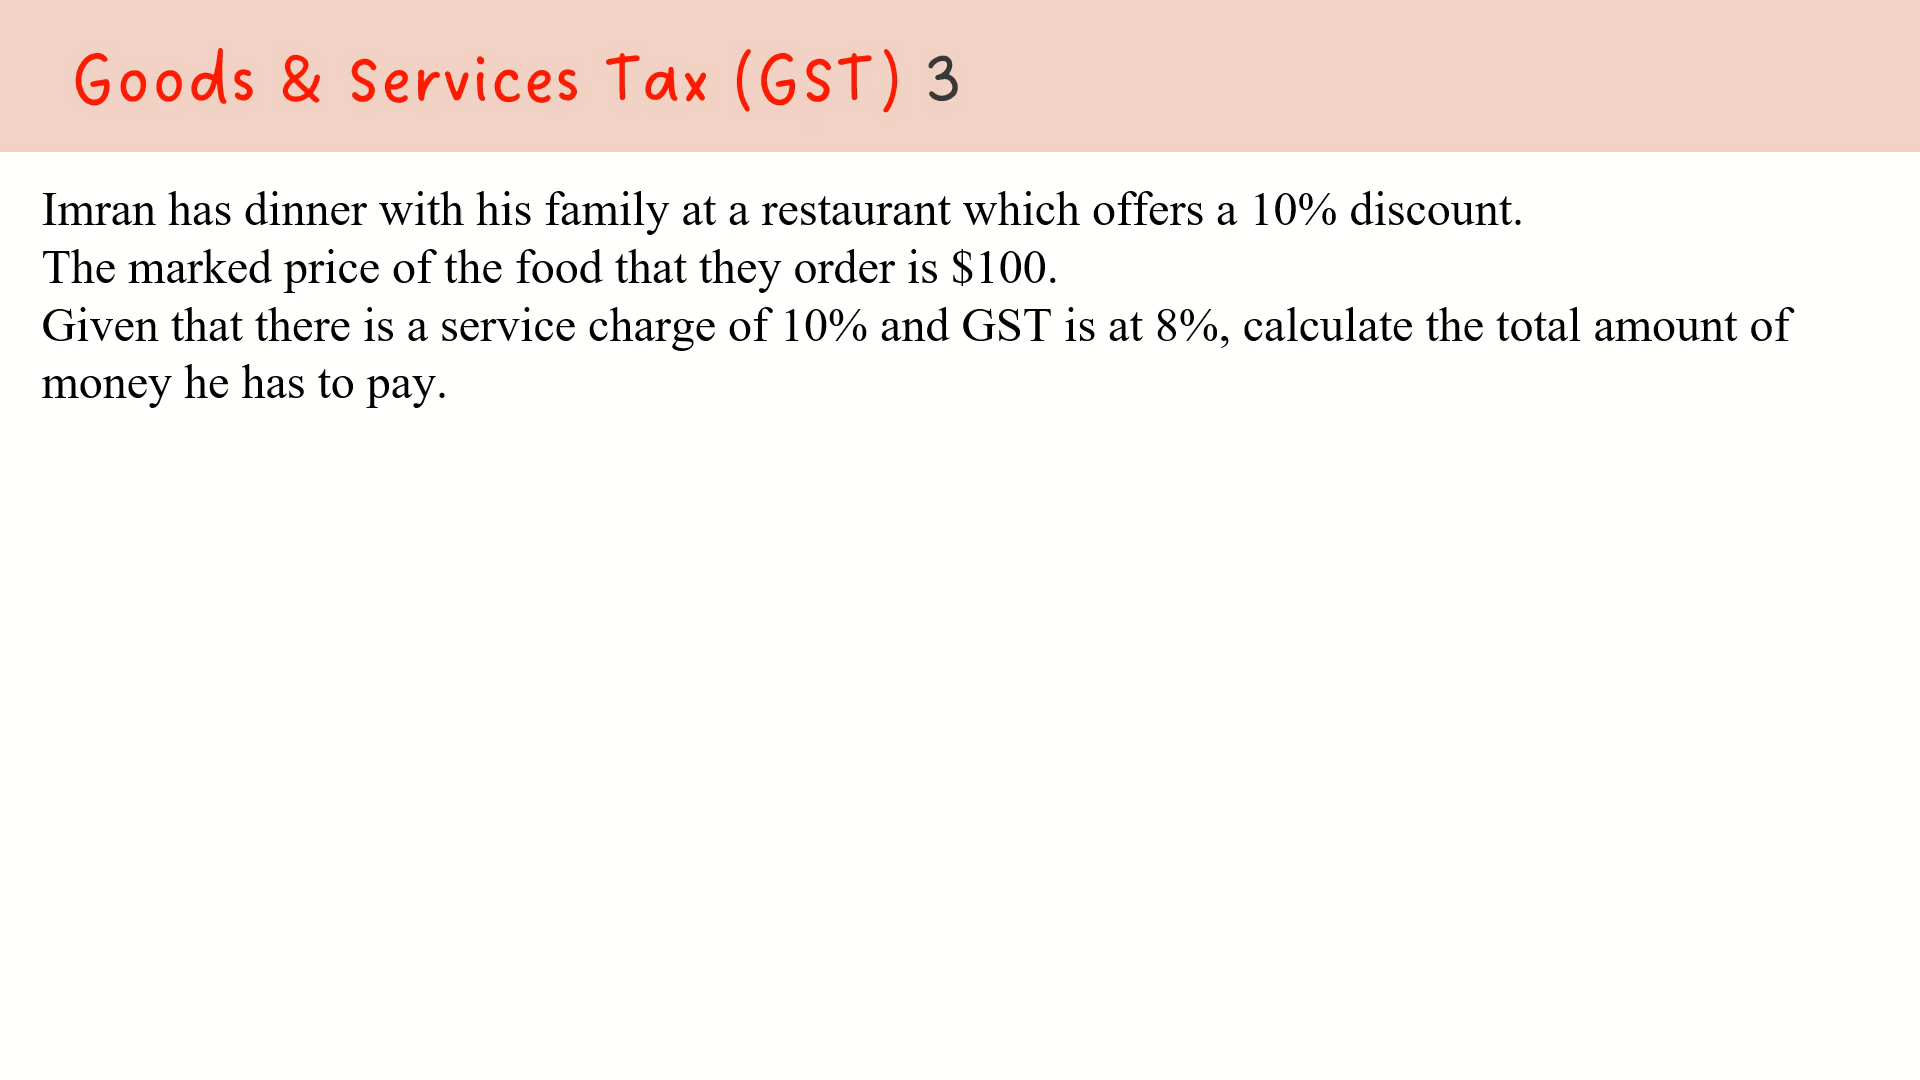 Goods & Services Tax (GST) 3
Imran has dinner with his family at a restaurant which offers a 10% discount.
The marked price of the food that they order is $100.
Given that there is a service charge of 10% and GST is at 8%, calculate the total amount of
money he has to pay.